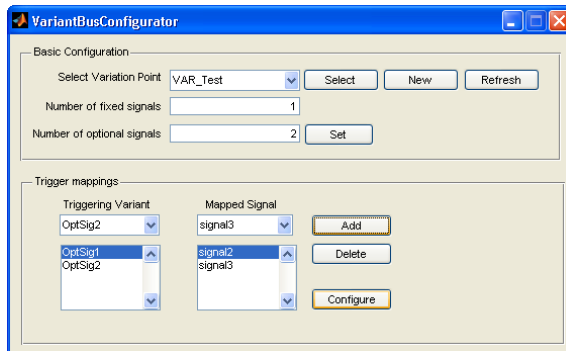 VariantBusConfigurator
Basic Configuration
Select Variation Point VAR_Test Select New Refresh
Number of fixed signals 1
Number of optional signals 2 Set
Trigger mappings
Triggering Variant Mapped Signal
OptSig2 signal3 Add
OptSig1 signal2 Delete
OptSig2 signal3
Configure